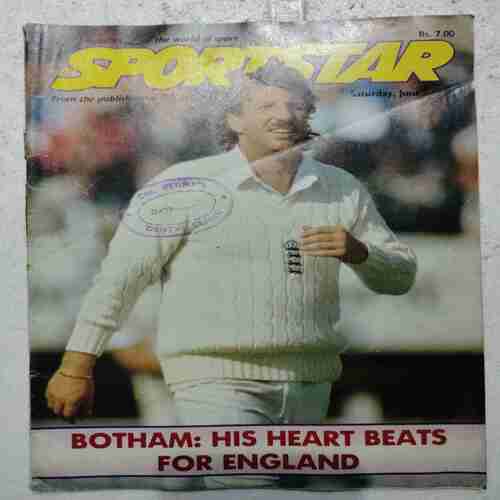 the world of sport
Rs. 7.00
SPORTSTAR
From the publishers
Saturday, June
BOTHAM: HIS HEART BEATS
FOR ENGLAND